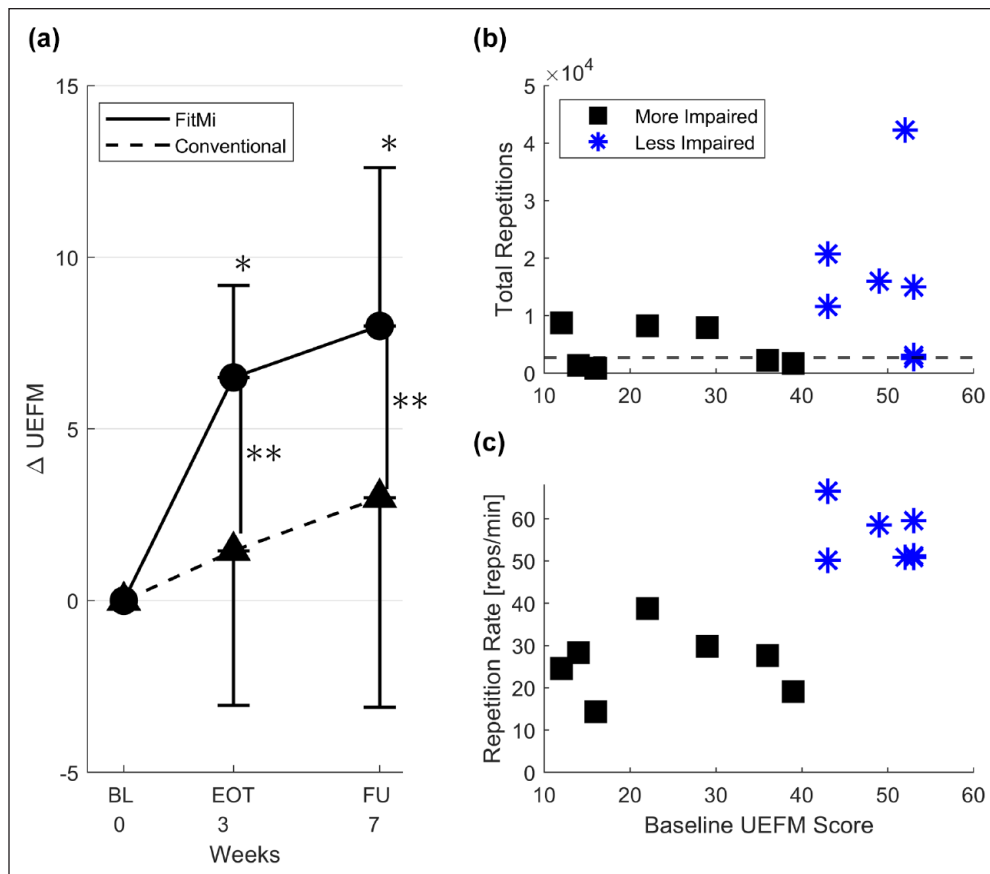 (a)
15
10
5
0
-5
Δ UEFM
FitMi
Conventional
*
*
**
**
BL
EOT
FU
0
3
7
Weeks
(b)
×10⁴
5
4
3
2
1
0
Total Repetitions
More Impaired
Less Impaired
10
20
30
40
50
60
(c)
60
50
40
30
20
10
0
Repetition Rate [reps/min]
10
20
30
40
50
60
Baseline UEFM Score